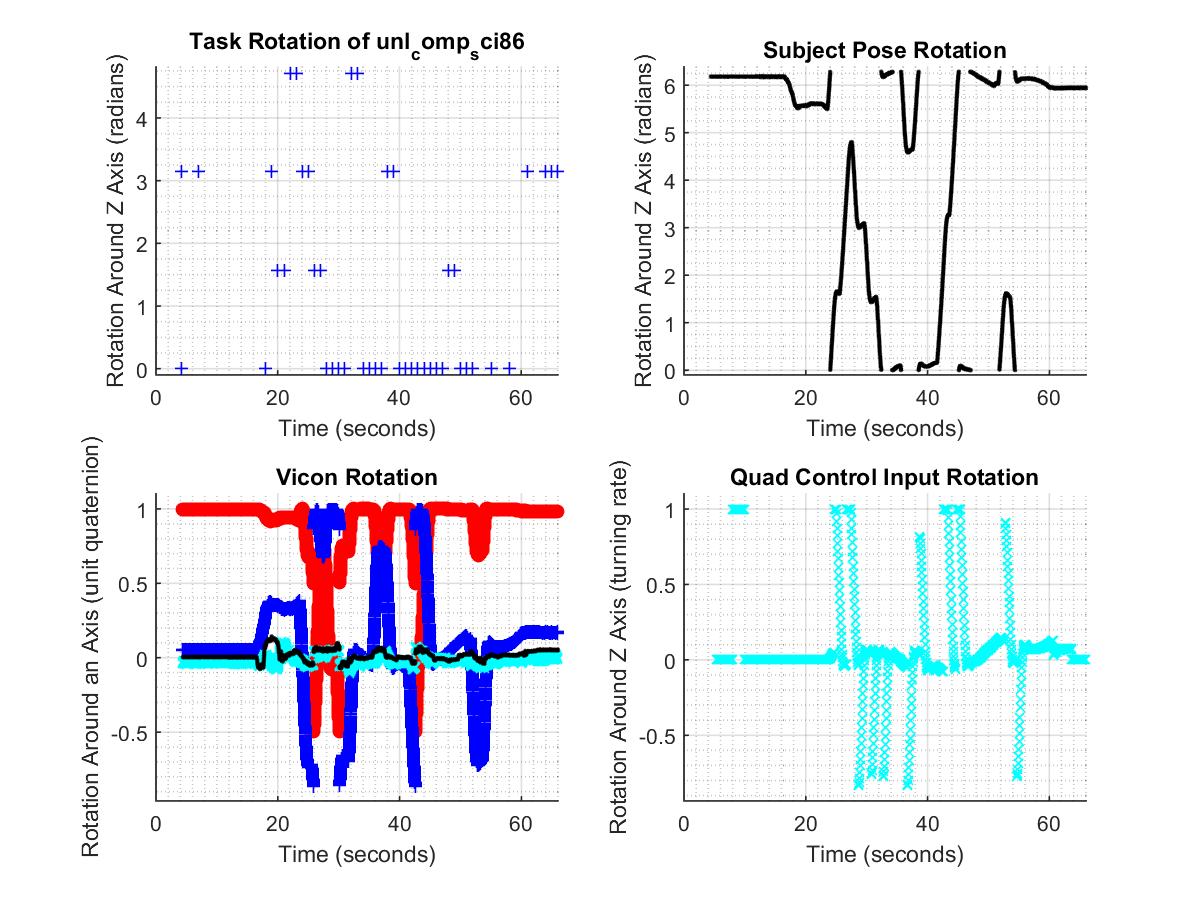 Task Rotation of unl_comp_sci86
Rotation Around Z Axis (radians)
4
3
2
1
0
0 20 40 60
Time (seconds)
Subject Pose Rotation
Rotation Around Z Axis (radians)
6
5
4
3
2
1
0
0 20 40 60
Time (seconds)
Vicon Rotation
Rotation Around an Axis (unit quaternion)
1
0.5
0
-0.5
0 20 40 60
Time (seconds)
Quad Control Input Rotation
Rotation Around Z Axis (turning rate)
1
0.5
0
-0.5
0 20 40 60
Time (seconds)